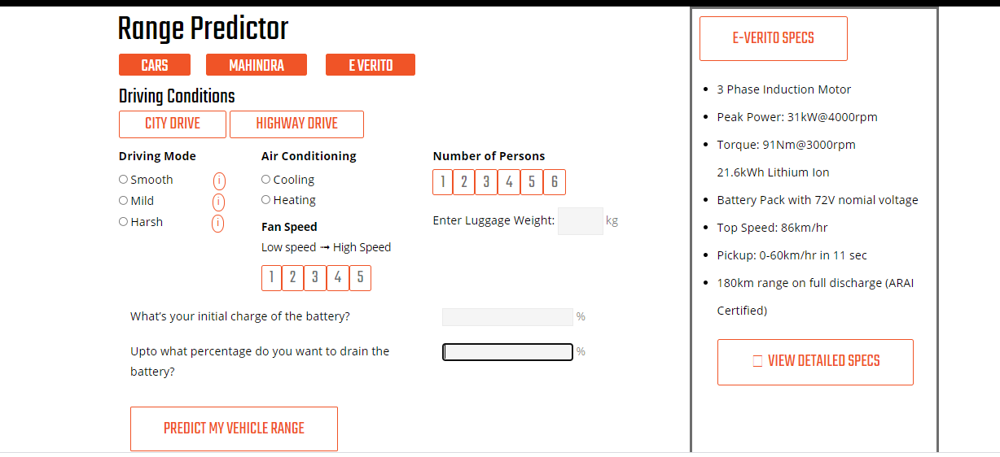 Range Predictor
CARS MAHINDRA E VERITO
Driving Conditions
CITY DRIVE HIGHWAY DRIVE
Driving Mode
Smooth i
Mild i
Harsh i
Air Conditioning
Cooling
Heating
Fan Speed
Low speed ➞ High Speed
1 2 3 4 5
Number of Persons
1 2 3 4 5 6
Enter Luggage Weight: kg
What's your initial charge of the battery? %
Upto what percentage do you want to drain the %
battery?
PREDICT MY VEHICLE RANGE
E-VERITO SPECS
• 3 Phase Induction Motor
• Peak Power: 31kW@4000rpm
• Torque: 91Nm@3000rpm
21.6kWh Lithium Ion
• Battery Pack with 72V nomial voltage
• Top Speed: 86km/hr
• Pickup: 0-60km/hr in 11 sec
• 180km range on full discharge (ARAI
Certified)
VIEW DETAILED SPECS